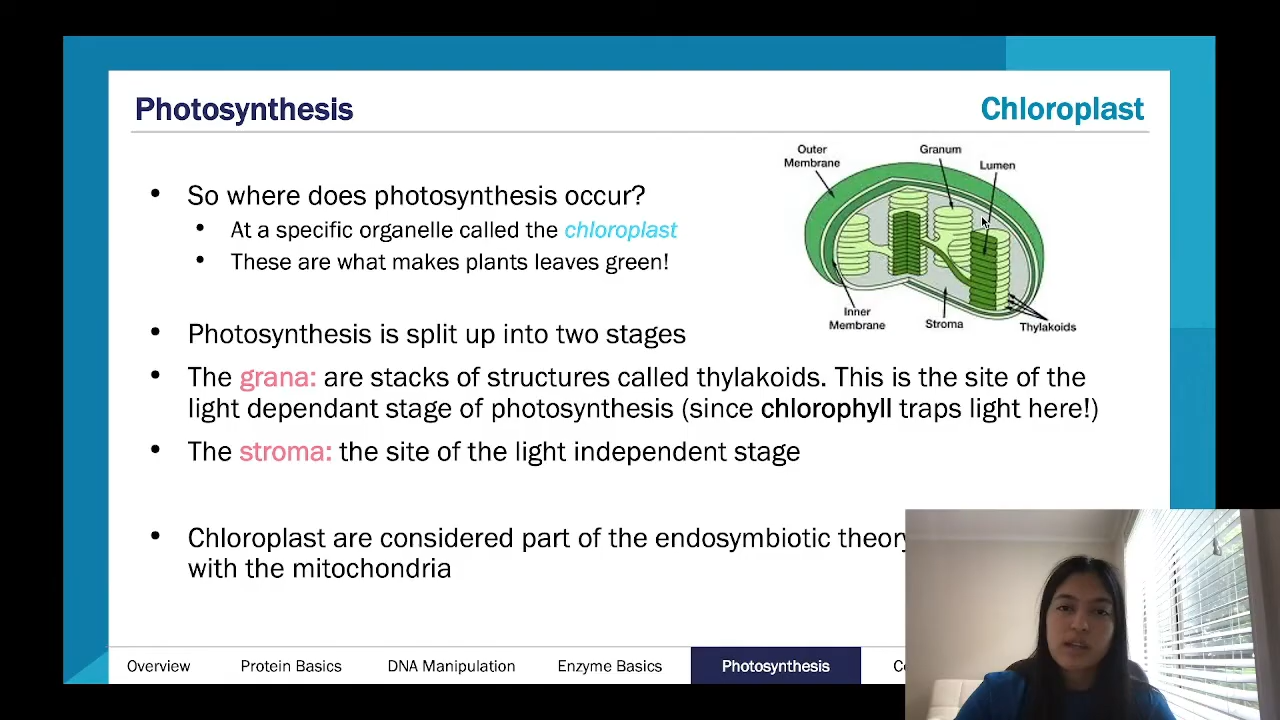 Photosynthesis
Chloroplast
So where does photosynthesis occur?
At a specific organelle called the chloroplast
These are what makes plants leaves green!
Outer
Membrane
Granum
Lumen
Inner
Membrane
Stroma
Thylakoids
Photosynthesis is split up into two stages
The grana: are stacks of structures called thylakoids. This is the site of the
light dependant stage of photosynthesis (since chlorophyll traps light here!)
The stroma: the site of the light independent stage
Chloroplast are considered part of the endosymbiotic theory
with the mitochondria
Overview Protein Basics DNA Manipulation Enzyme Basics Photosynthesis